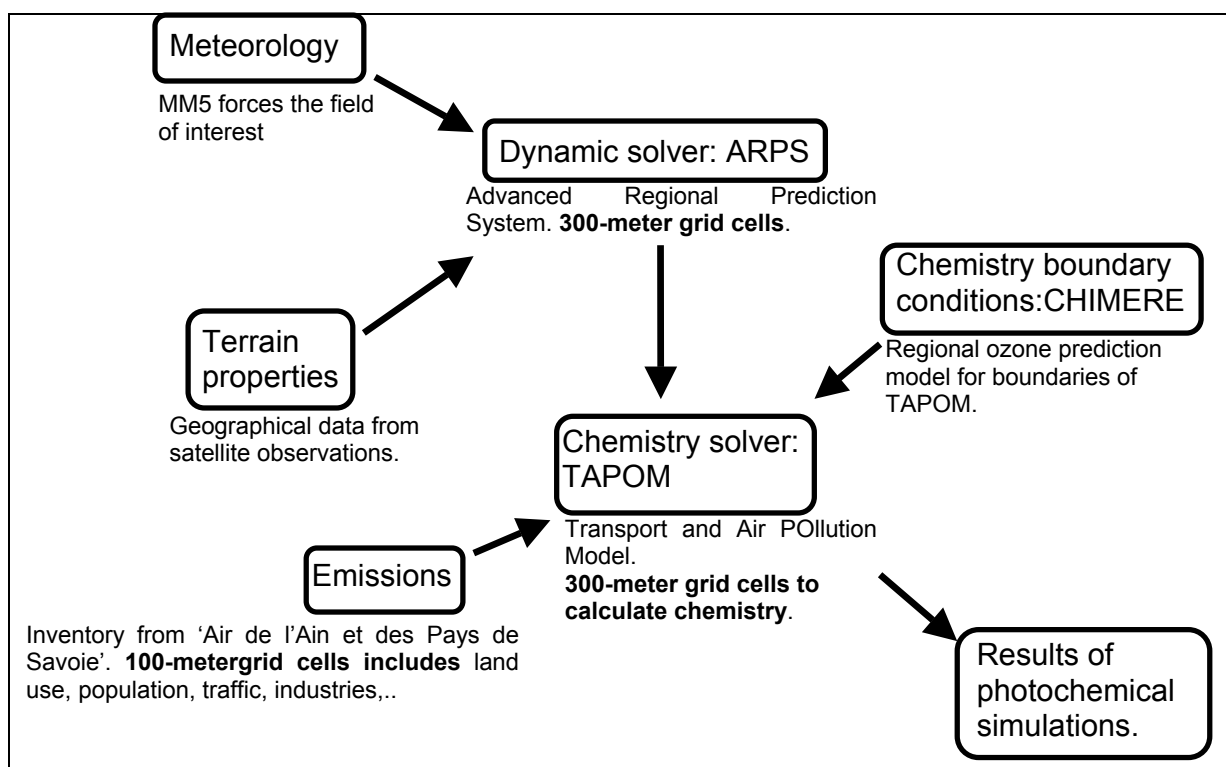 Meteorology
MM5 forces the field
of interest
Dynamic solver: ARPS
Advanced Regional Prediction
System. 300-meter grid cells.
Chemistry boundary
conditions:CHIMERE
Regional ozone prediction
model for boundaries of
TAPOM.
Terrain
properties
Geographical data from
satellite observations.
Chemistry solver:
TAPOM
Transport and Air POllution
Model.
300-meter grid cells to
calculate chemistry.
Emissions
Inventory from ‘Air de l’Ain et des Pays de
Savoie’. 100-metergrid cells includes land
use, population, traffic, industries,..
Results of
photochemical
simulations.